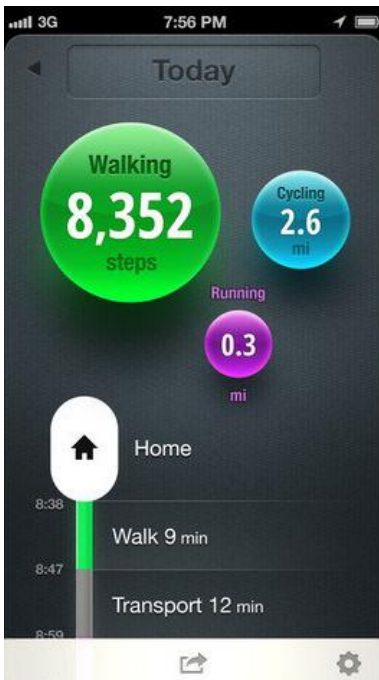 3G 7:56 PM
Today
Walking
8,352
steps
Cycling
2.6
mi
Running
0.3
mi
Home
8:38
Walk 9 min
8:47
Transport 12 min
8:59